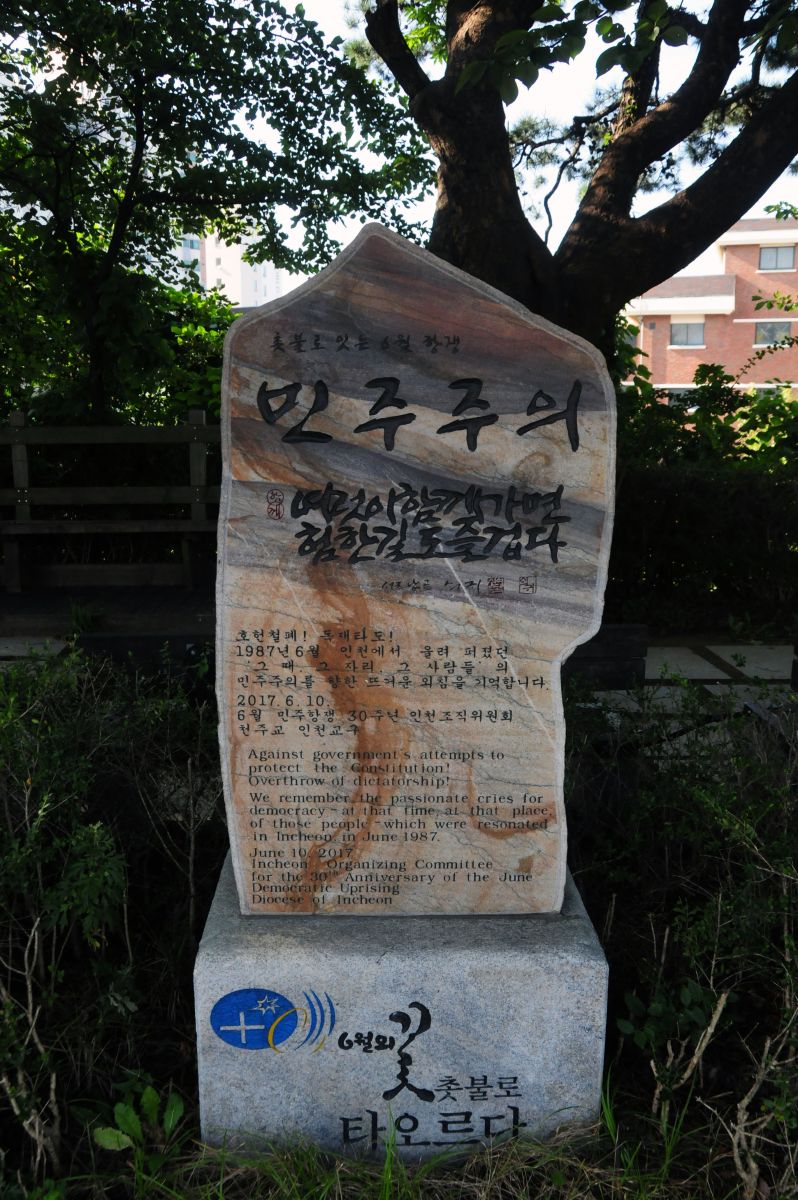 촛불로 잇는 6월 항쟁
민주주의
여럿이 함께 가면
험한 길도 즐겁다
호헌철폐! 독재타도!
1987년 6월 인천에서 울려 퍼졌던
'그 때, 그 자리, 그 사람들'의
민주주의를 향한 뜨거운 외침을 기억합니다.
2017. 6. 10.
6월 민주항쟁 30주년 인천조직위원회
천주교 인천교구
Against government's attempts to
protect the Constitution!
Overthrow of dictatorship!
We remember the passionate cries for
democracy - at that time, at that place,
of those people - which were resonated
in Incheon, in June 1987.
June 10, 2017
Incheon Organizing Committee
for the 30th Anniversary of the June
Democratic Uprising
Diocese of Incheon
6월의 꽃
촛불로
타오르다